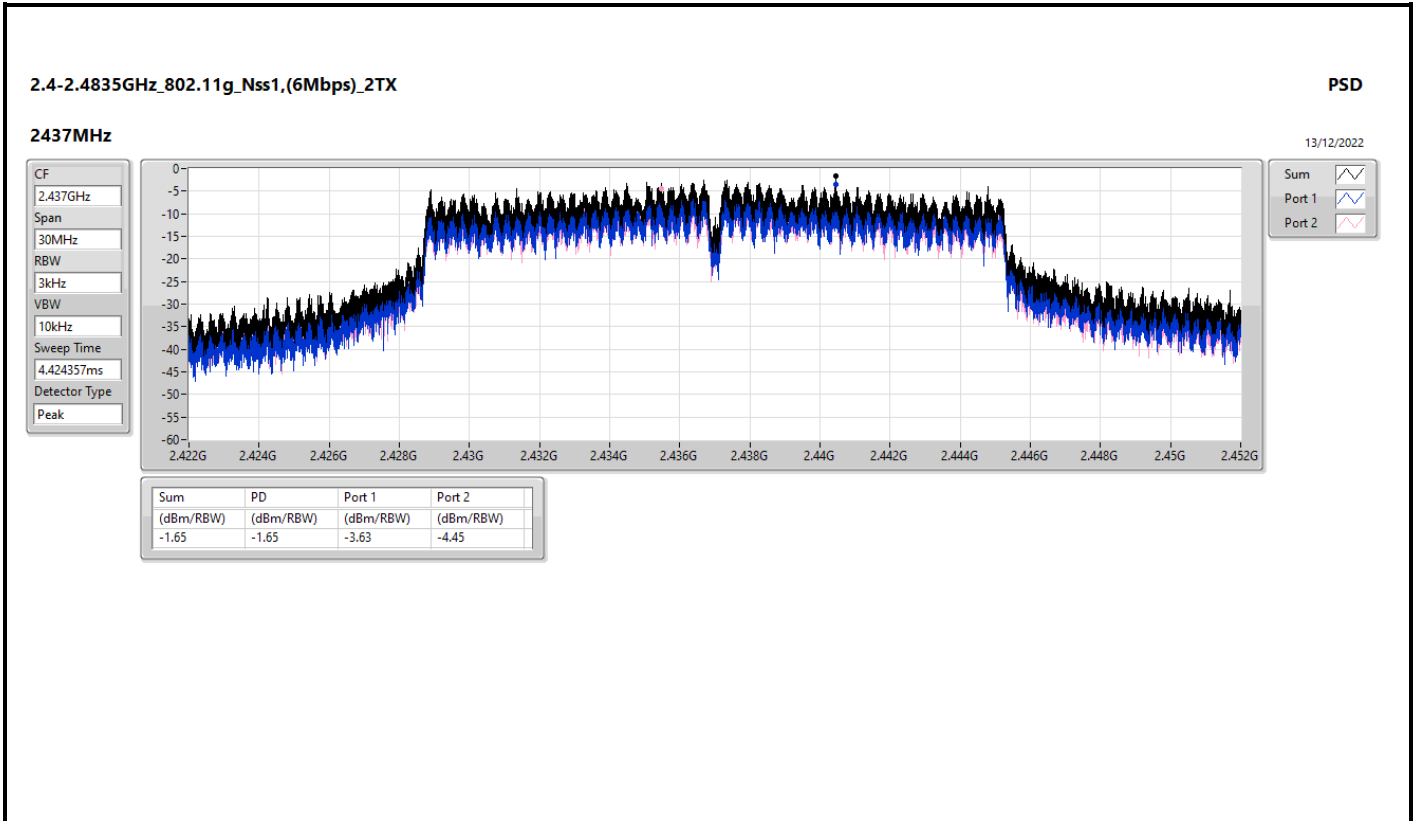 2.4-2.4835GHz_802.11g_Nss1,(6Mbps)_2TX
PSD
2437MHz
13/12/2022
CF
2.437GHz
Span
30MHz
RBW
3kHz
VBW
10kHz
Sweep Time
4.424357ms
Detector Type
Peak
0-
-5-
-10-
-15-
-20-
-25-
-30-
-35-
-40-
-45-
-50-
-55-
-60-
2.422G 2.424G 2.426G 2.428G 2.43G 2.432G 2.434G 2.436G 2.438G 2.44G 2.442G 2.444G 2.446G 2.448G 2.45G 2.452G
Sum
Port 1
Port 2
Sum PD Port 1 Port 2
(dBm/RBW) (dBm/RBW) (dBm/RBW) (dBm/RBW)
-1.65 -1.65 -3.63 -4.45